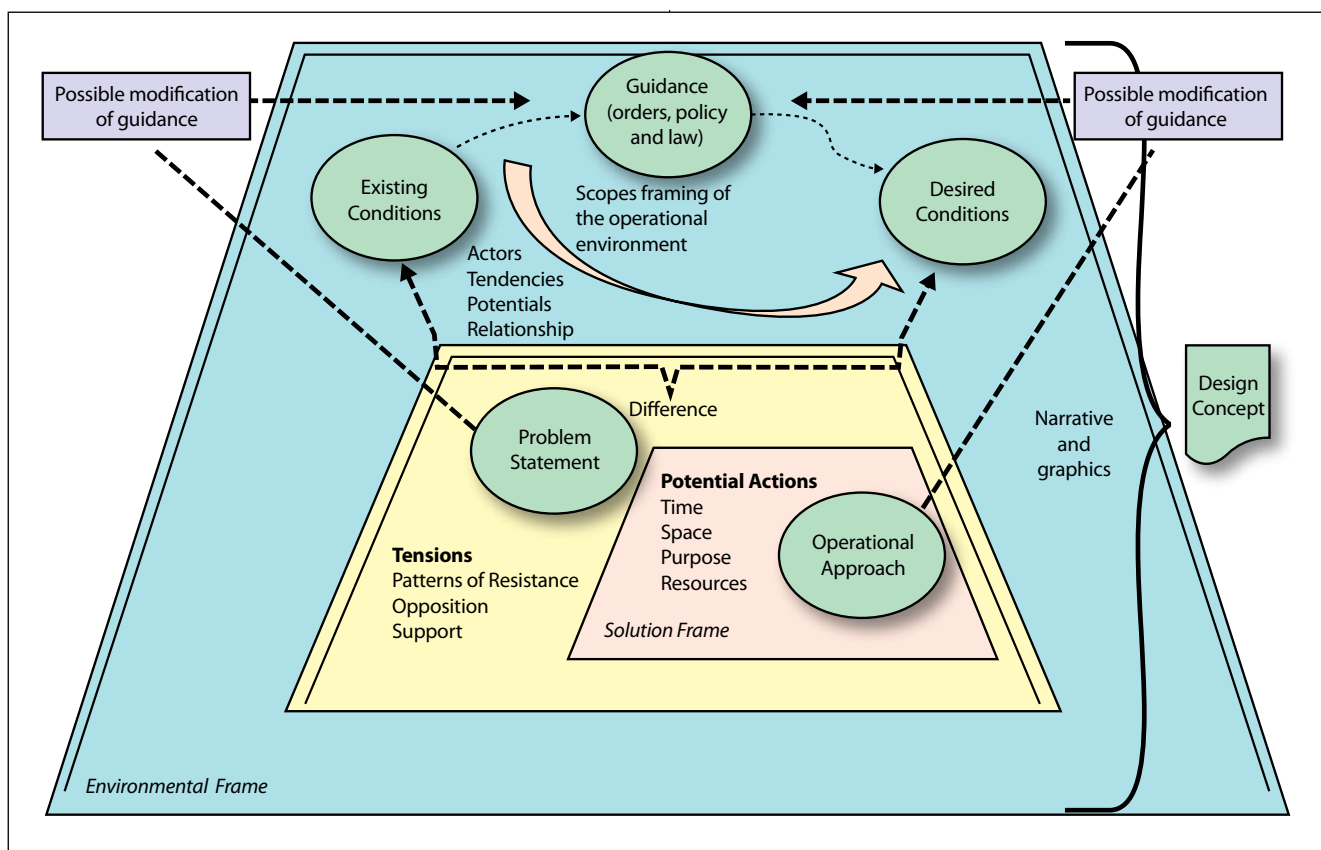 Possible modification
of guidance
Guidance
(orders, policy
and law)
Possible modification
of guidance
Existing
Conditions
Scopes framing of
the operational
environment
Desired
Conditions
Actors
Tendencies
Potentials
Relationship
Difference
Problem
Statement
Narrative
and
graphics
Design
Concept
Potential Actions
Time
Space
Purpose
Resources
Operational
Approach
Tensions
Patterns of Resistance
Opposition
Support
Solution Frame
Environmental Frame